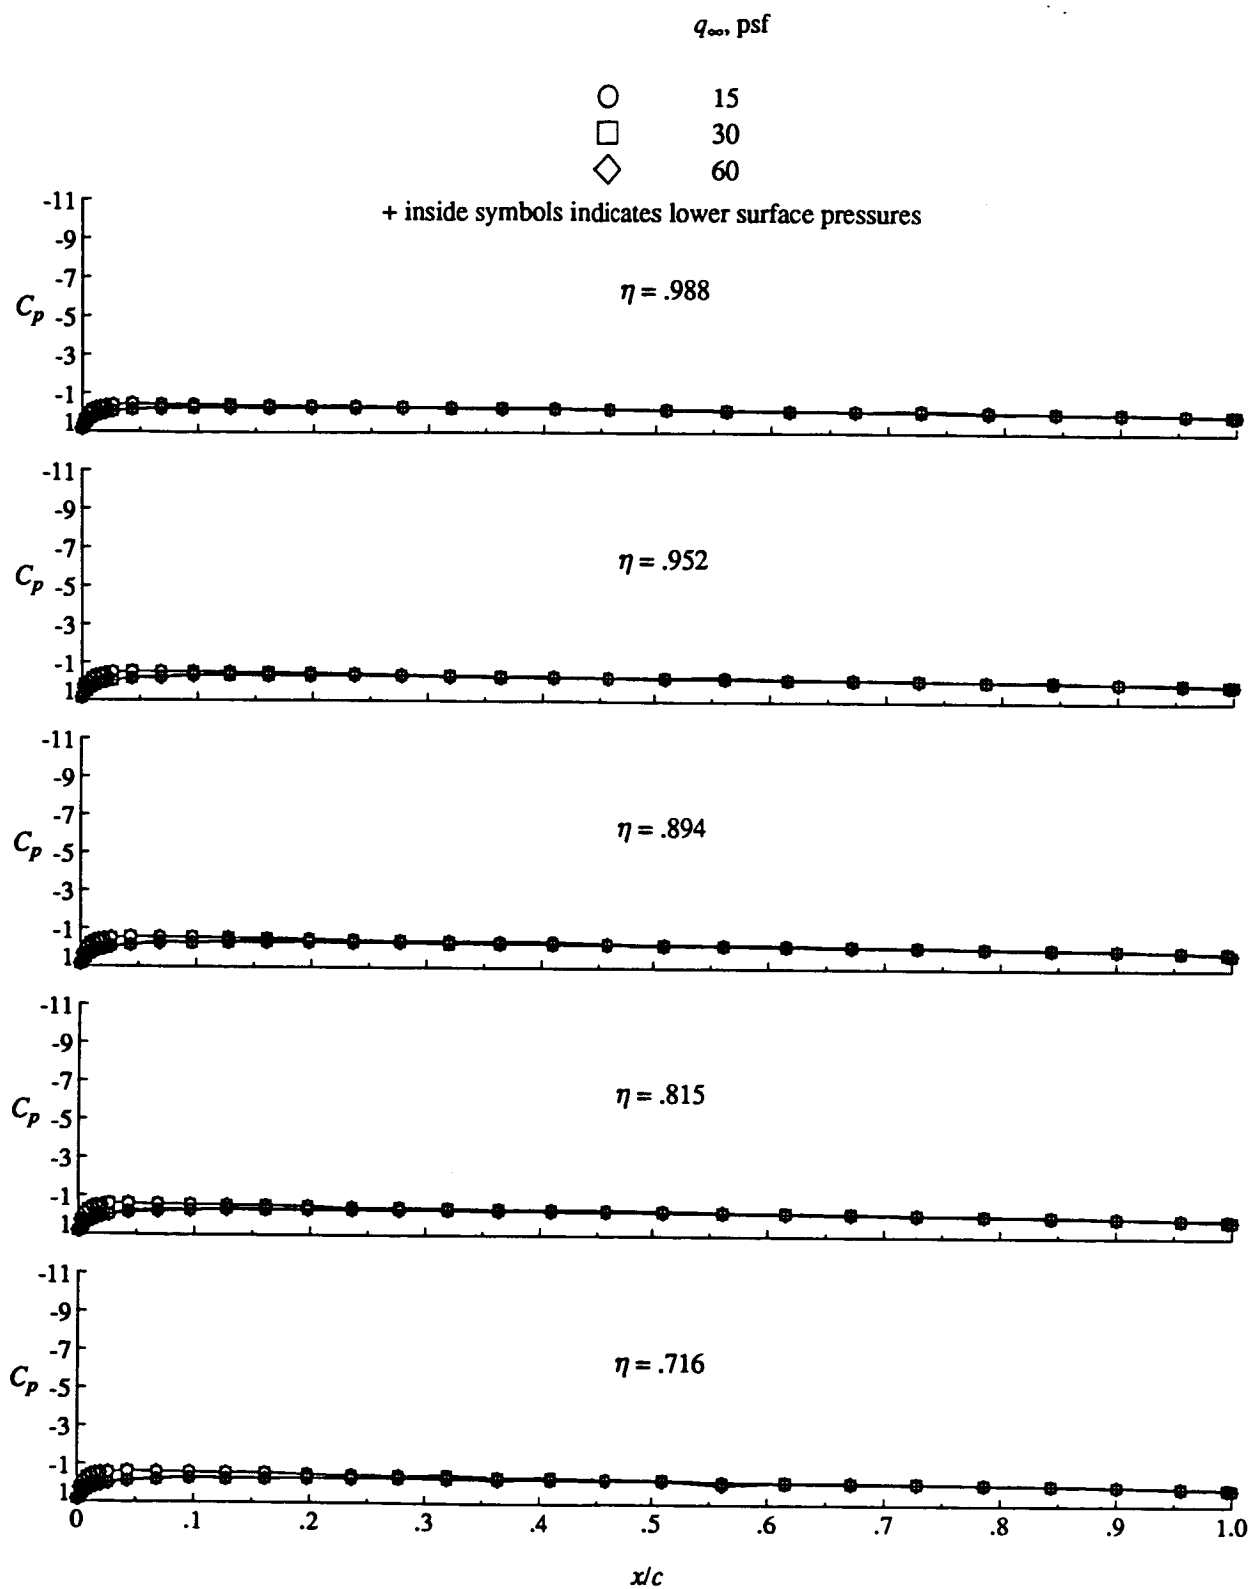 q∞, psf
15
30
60
+ inside symbols indicates lower surface pressures
-11
-9
-7
Cp -5
-3
-1
1
η = .988
-11
-9
-7
Cp -5
-3
-1
1
η = .952
-11
-9
-7
Cp -5
-3
-1
1
η = .894
-11
-9
-7
Cp -5
-3
-1
1
η = .815
-11
-9
-7
Cp -5
-3
-1
1
η = .716
0 .1 .2 .3 .4 .5 .6 .7 .8 .9 1.0
x/c